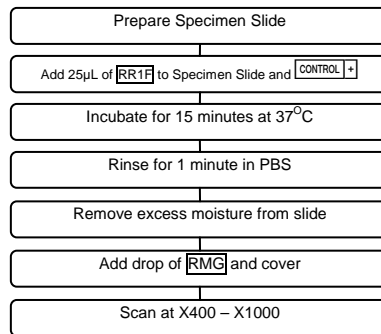 Prepare Specimen Slide
Add 25µL of RR1F to Specimen Slide and CONTROL +
Incubate for 15 minutes at 37OC
Rinse for 1 minute in PBS
Remove excess moisture from slide
Add drop of RMG and cover
Scan at X400 – X1000